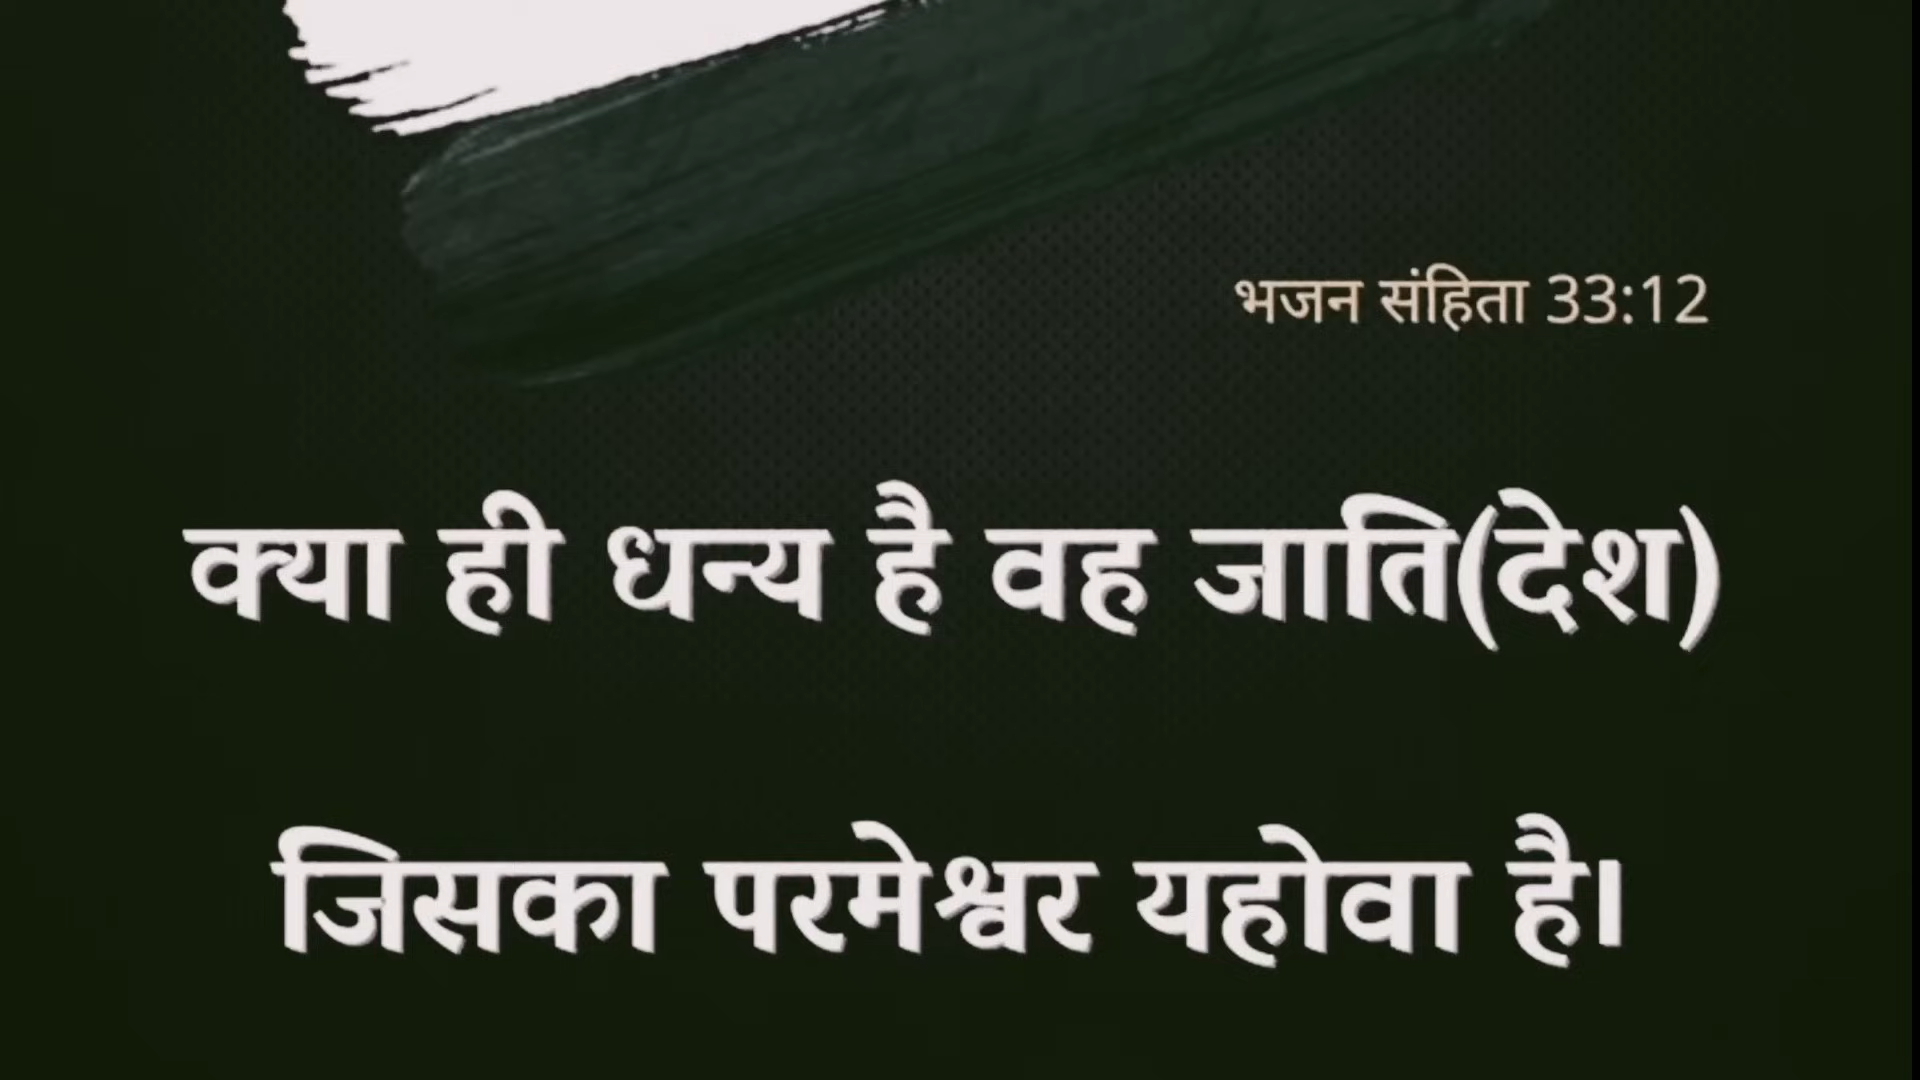 भजन संहिता 33:12
क्या ही धन्य है वह जाति(देश)
जिसका परमेश्वर यहोवा है।